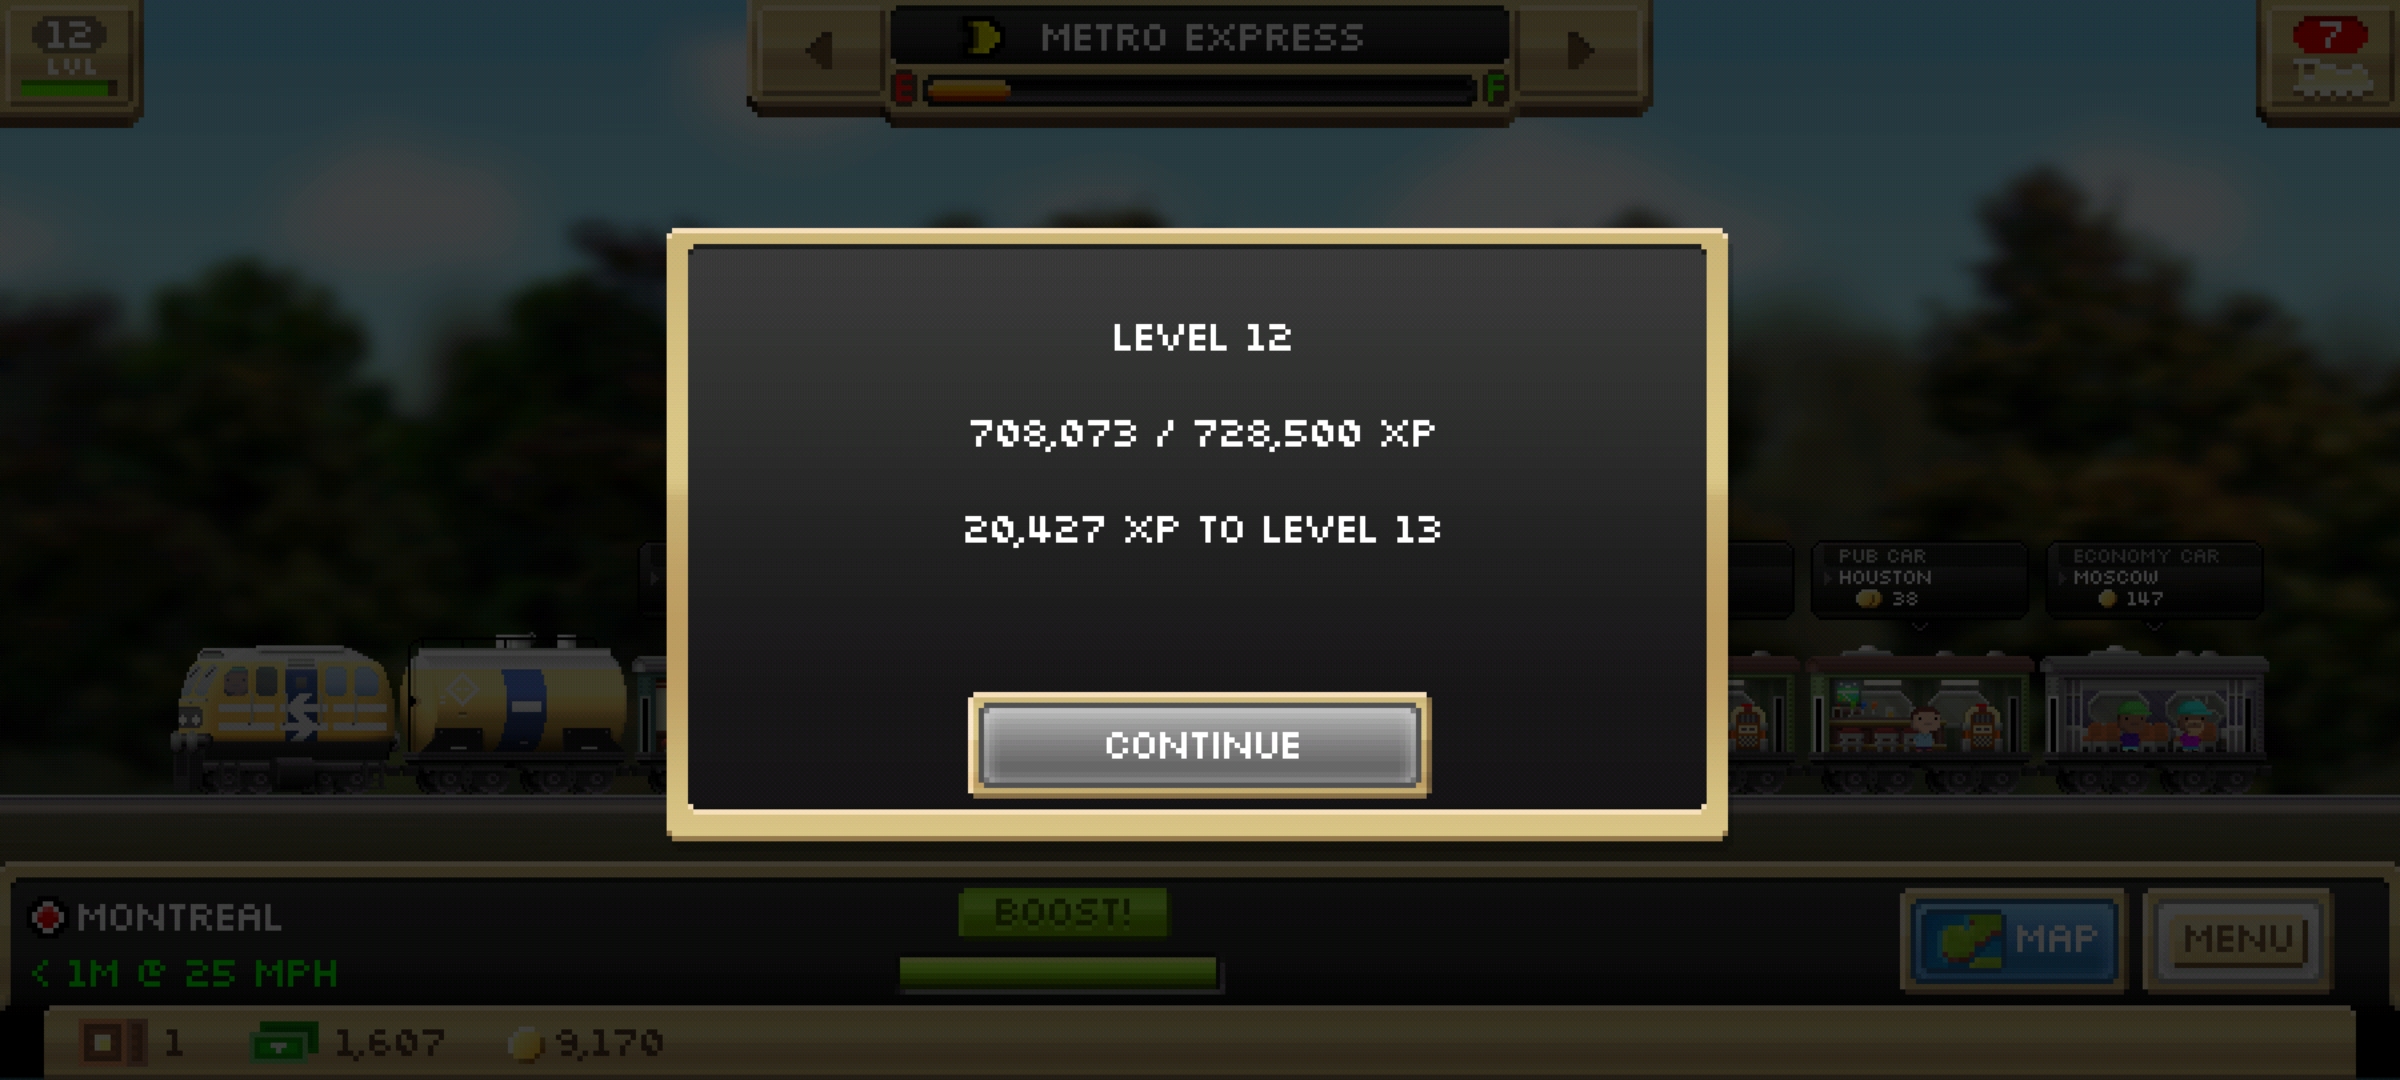 12
LVL
METRO EXPRESS
E
F
7
LEVEL 12
708,073 / 728,500 XP
20,427 XP TO LEVEL 13
CONTINUE
PUB CAR
HOUSTON
38
ECONOMY CAR
MOSCOW
147
MONTREAL
< 1M @ 25 MPH
BOOST!
MAP
MENU
1
1,607
9,170